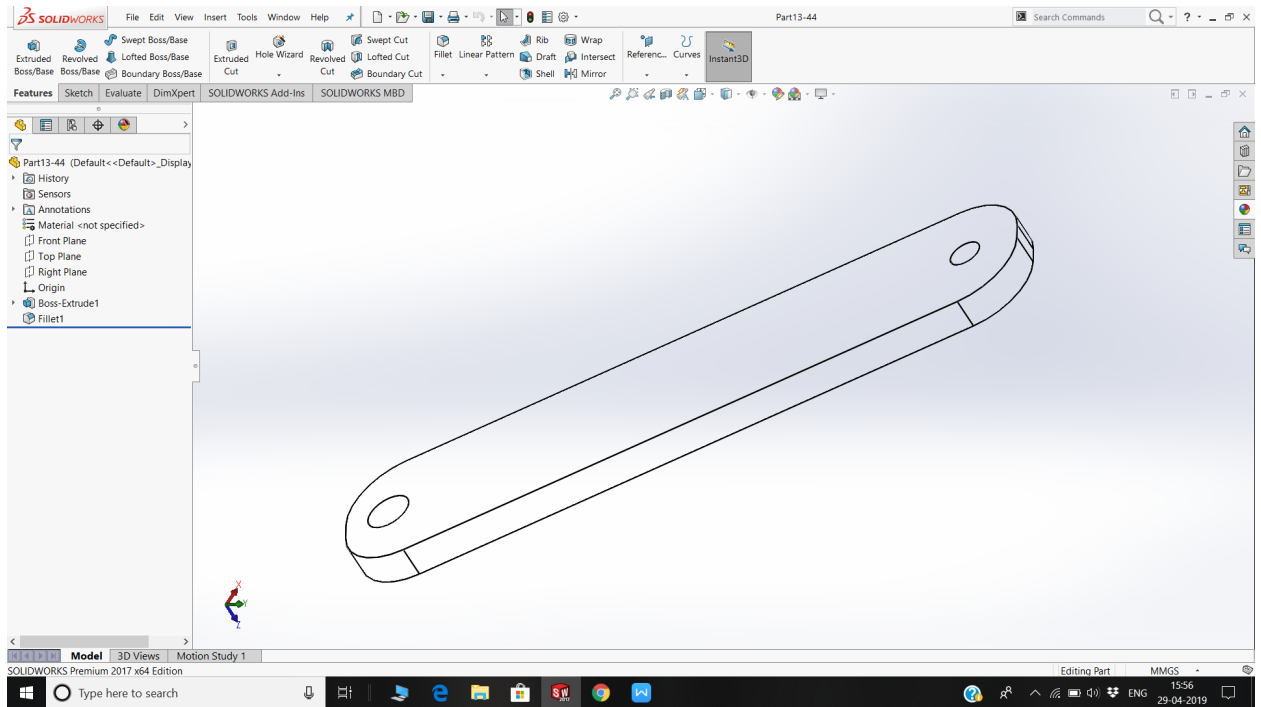 SOLIDWORKS File Edit View Insert Tools Window Help Part13-44 Search Commands ?
Extruded Boss/Base
Revolved Boss/Base
Swept Boss/Base
Lofted Boss/Base
Boundary Boss/Base
Extruded Cut
Hole Wizard
Revolved Cut
Swept Cut
Lofted Cut
Boundary Cut
Fillet
Linear Pattern
Rib
Draft
Shell
Wrap
Intersect
Mirror
Referenc...
Curves
Instant3D
Features Sketch Evaluate DimXpert SOLIDWORKS Add-Ins SOLIDWORKS MBD
Part13-44 (Default<<Default>_Display
History
Sensors
Annotations
Material <not specified>
Front Plane
Top Plane
Right Plane
Origin
Boss-Extrude1
Fillet1
X
Y
Z
Model 3D Views Motion Study 1
SOLIDWORKS Premium 2017 x64 Edition Editing Part MMGS
Type here to search ENG 15:56
29-04-2019